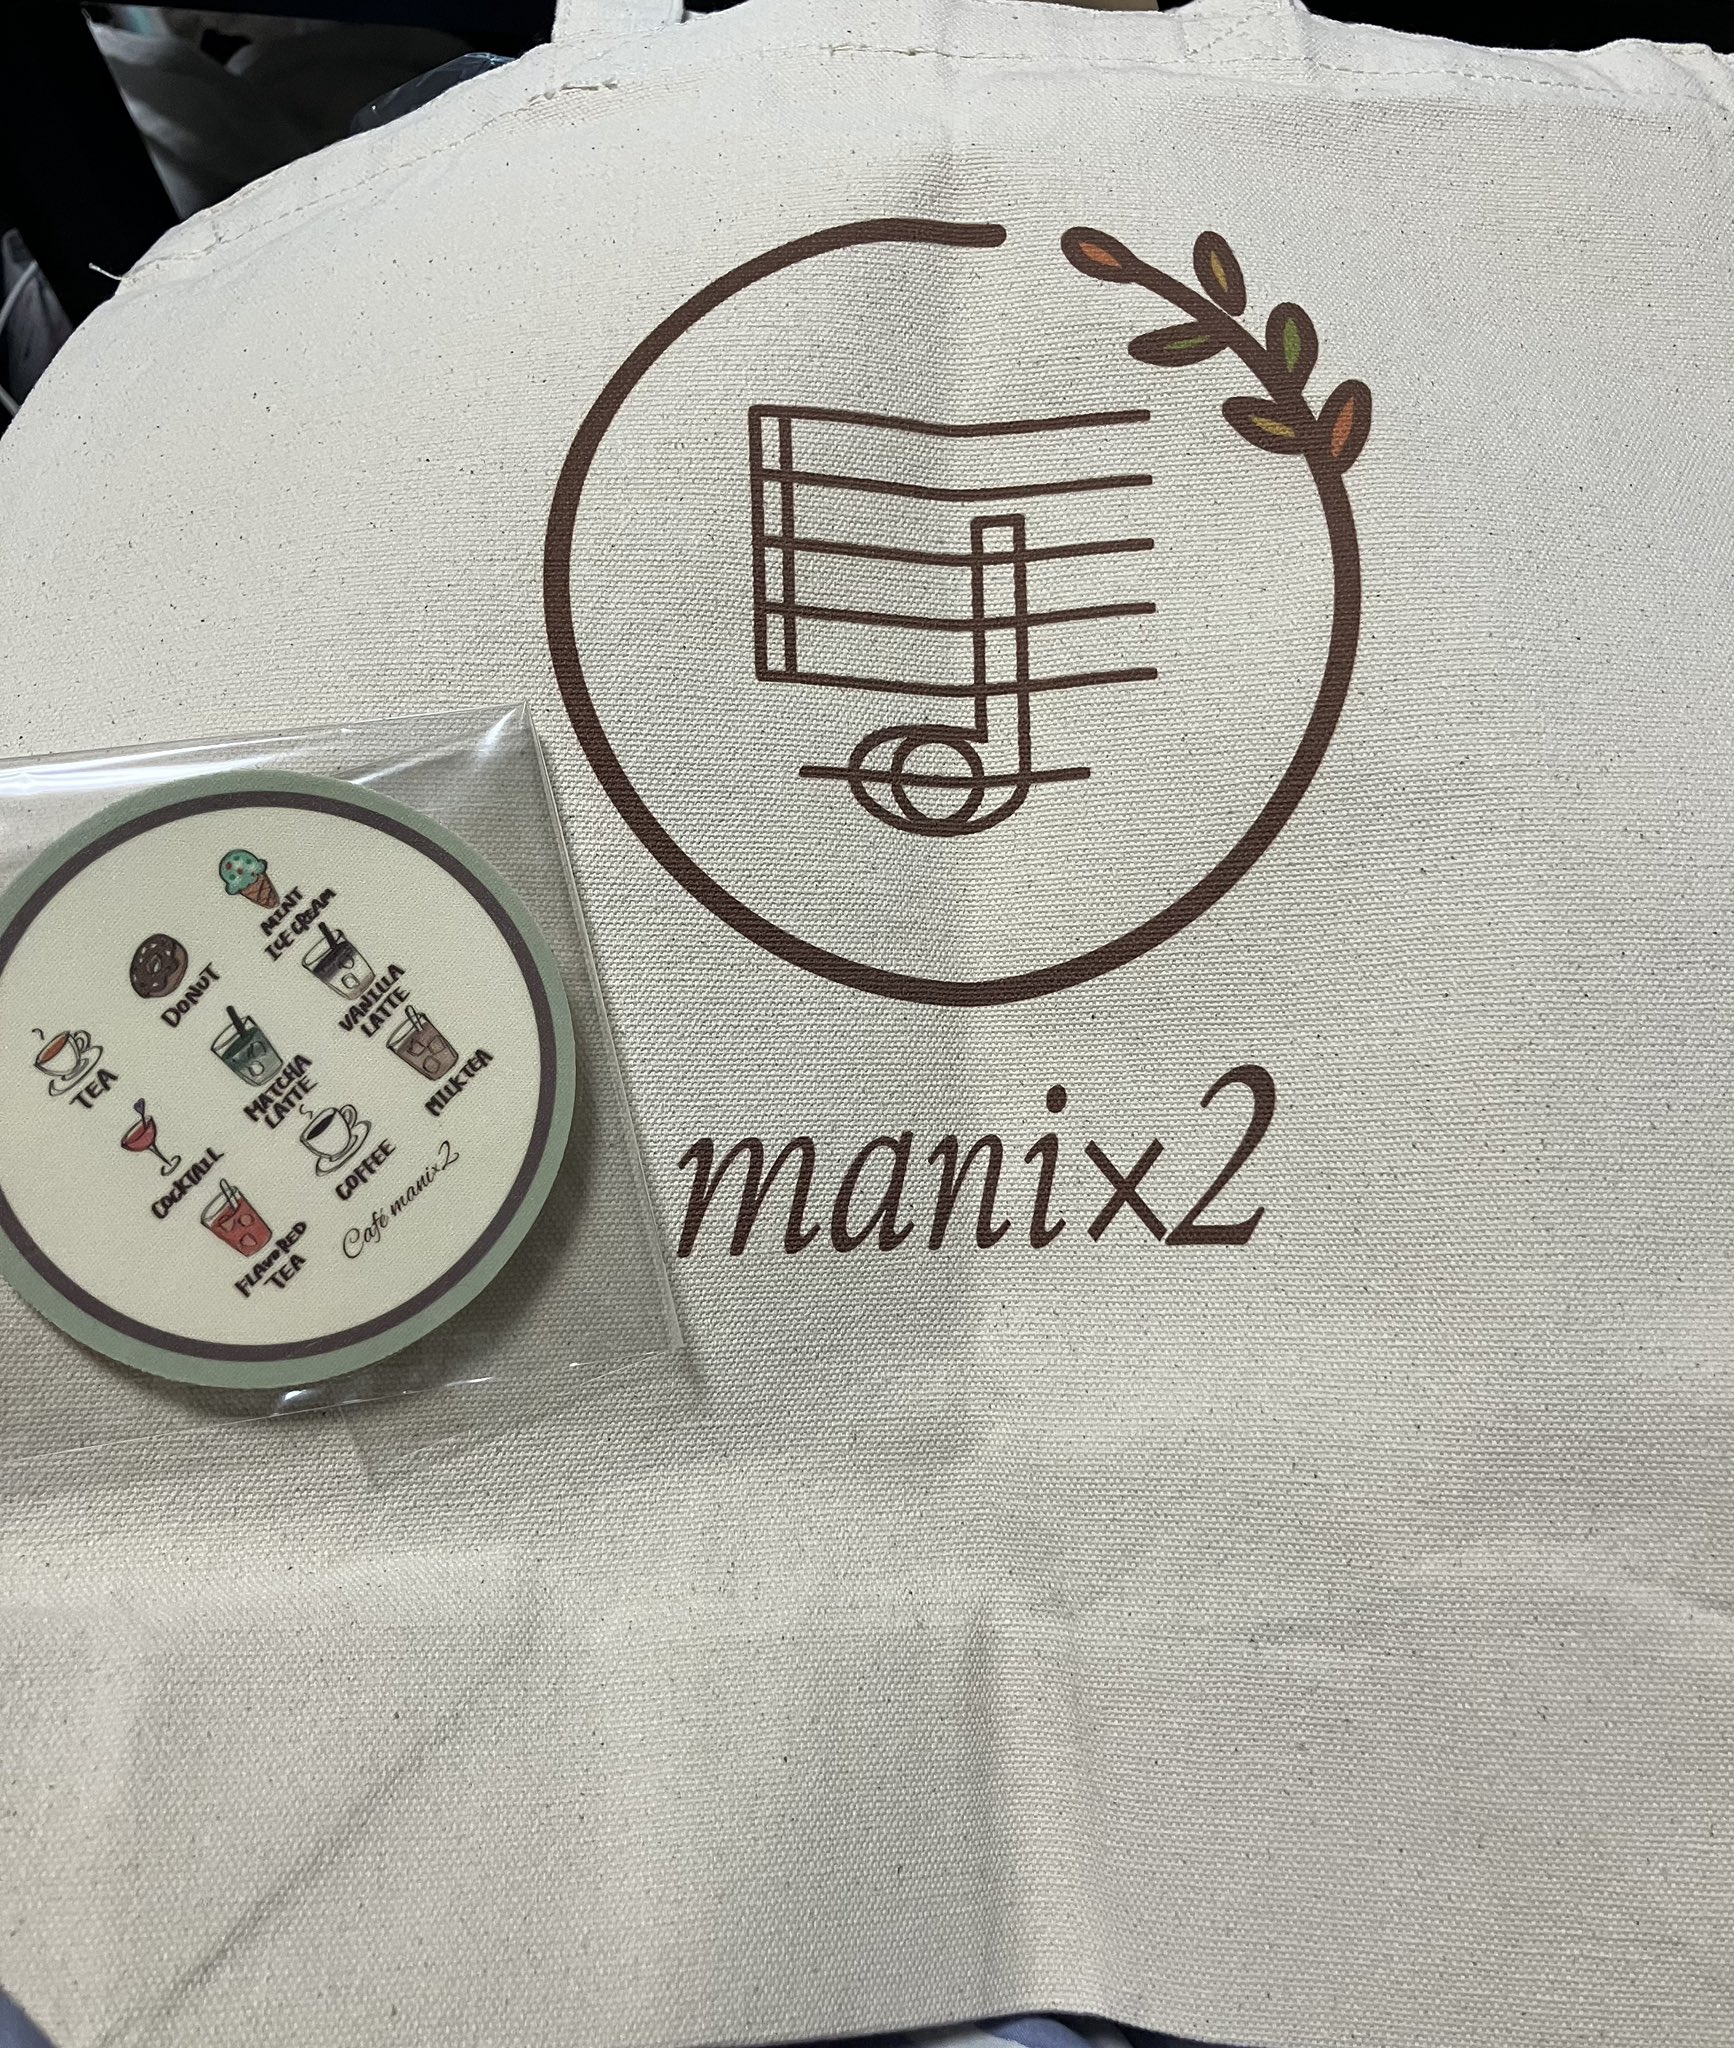 MINT
ICE CREAM
DONUT
VANILLA
LATTE
TEA
MATCHA
LATTE
MILKTEA
COCKTAIL
COFFEE
FLAVORED
TEA
Café manix2
manix2